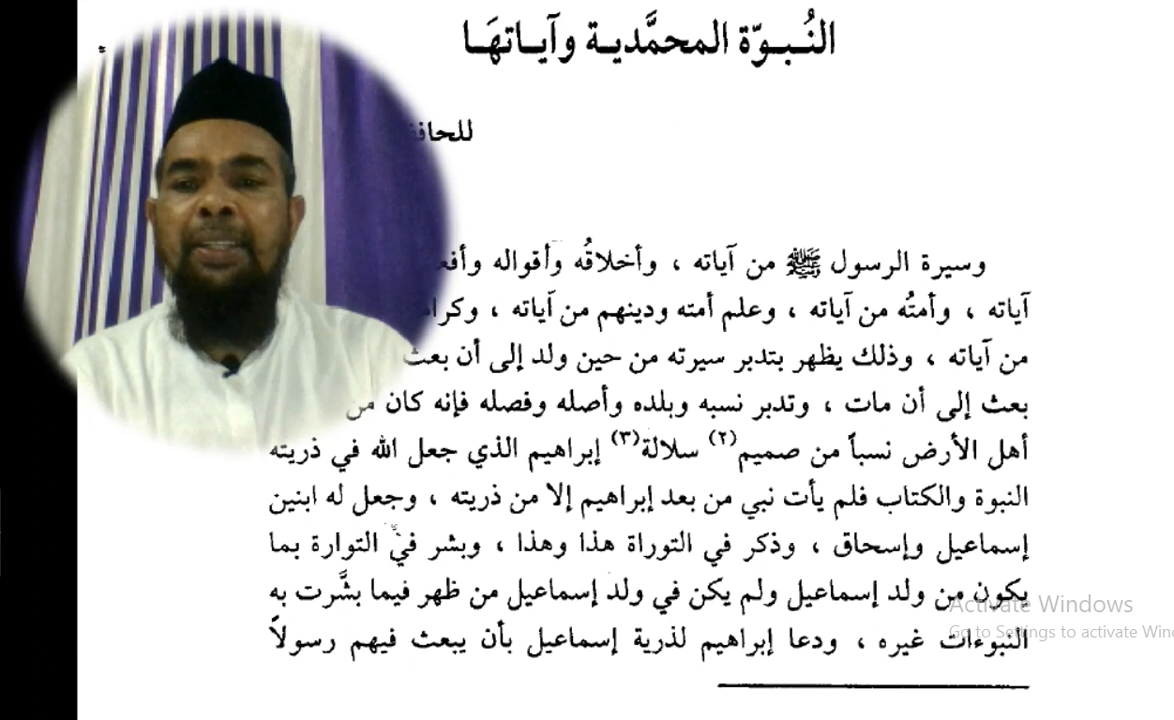 النُبوّة المحمَّدية وآياتهَا
للحافظ
وسيرة الرسول ﷺ من آياته ، وأخلاقُه وأقواله
آياته ، وأمتُه من آياته ، وعلم أمته ودينهم من آياته ،
من آياته ، وذلك يظهر بتدبر سيرته من حين ولد إلى أن بعث
بعث إلى أن مات ، وتدبر نسبه وبلده وأصله وفصله فإنه كان من
أهل الأرض نسباً من صميم(٢) سلالة(٣) إبراهيم الذي جعل الله في ذريته
النبوة والكتاب فلم يأت نبي من بعد إبراهيم إلا من ذريته ، وجعل له ابنين
إسماعيل وإسحاق ، وذكر في التوراة هذا وهذا ، وبشر في التوارة بما
يكون من ولد إسماعيل ولم يكن في ولد إسماعيل من ظهر فيما بشَّرت به
النبوءات غيره ، ودعا إبراهيم لذرية إسماعيل بأن يبعث فيهم رسولاً
Activate Windows
Go to Settings to activate